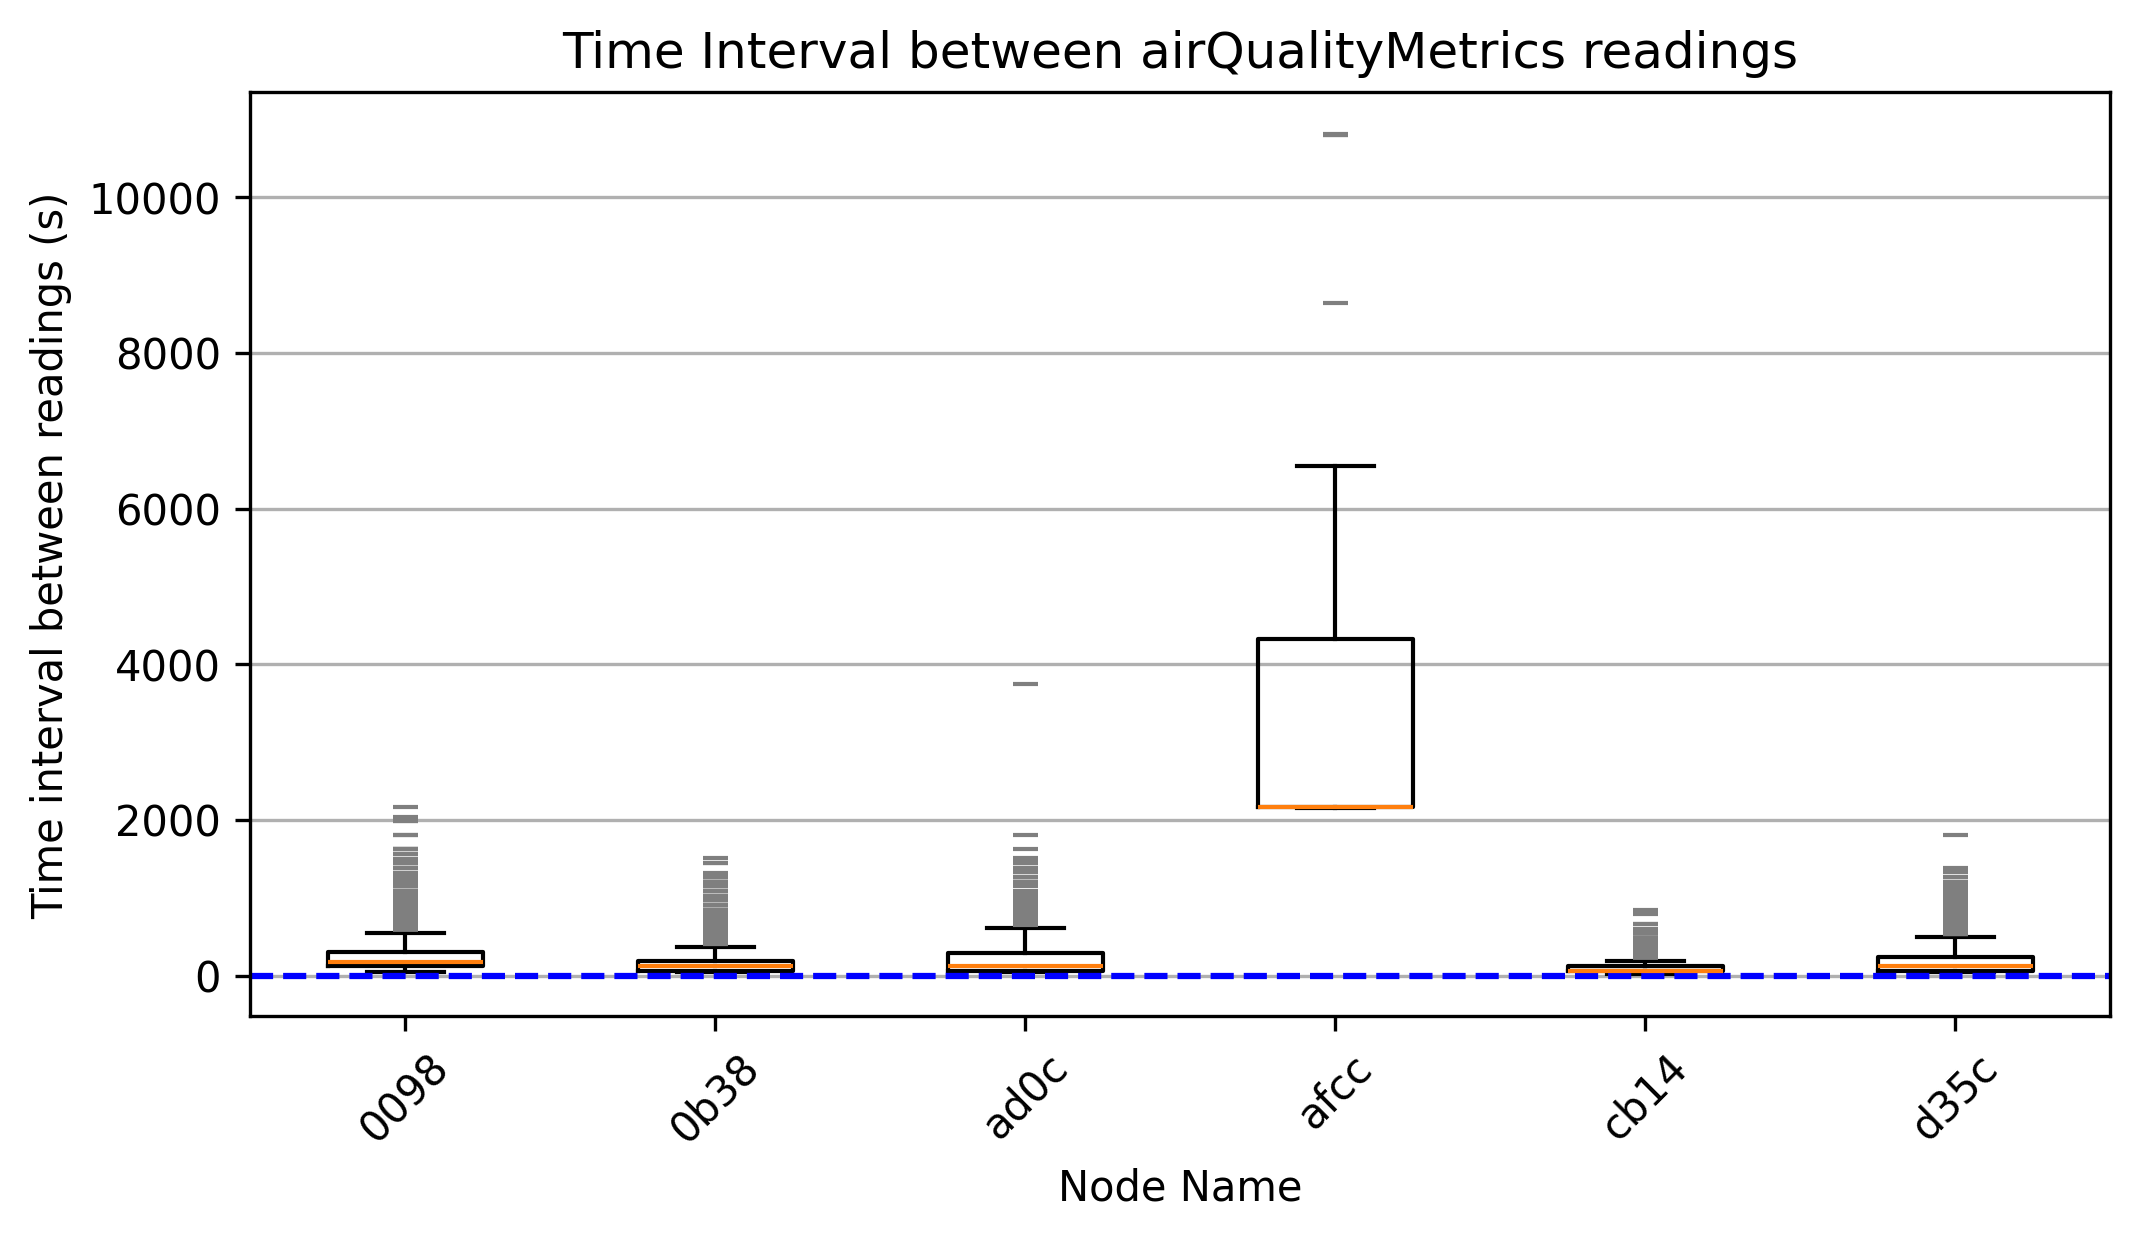 Time Interval between airQualityMetrics readings
Time interval between readings (s)
10000
8000
6000
4000
2000
0
0098
0b38
ad0c
afcc
cb14
d35c
Node Name